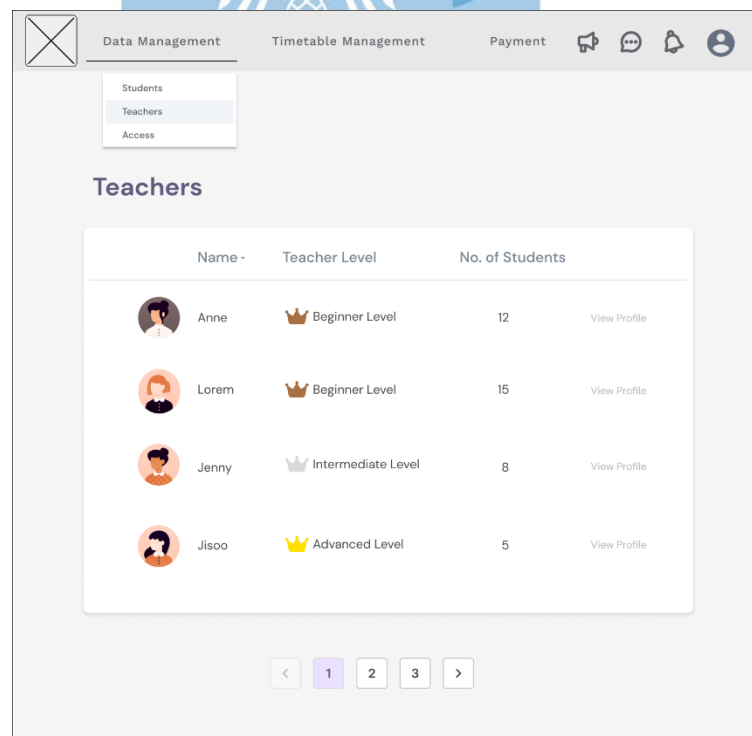 Data Management Timetable Management Payment
Students
Teachers
Access
Teachers
Name - Teacher Level No. of Students
Anne Beginner Level 12 View Profile
Lorem Beginner Level 15 View Profile
Jenny Intermediate Level 8 View Profile
Jisoo Advanced Level 5 View Profile
< 1 2 3 >